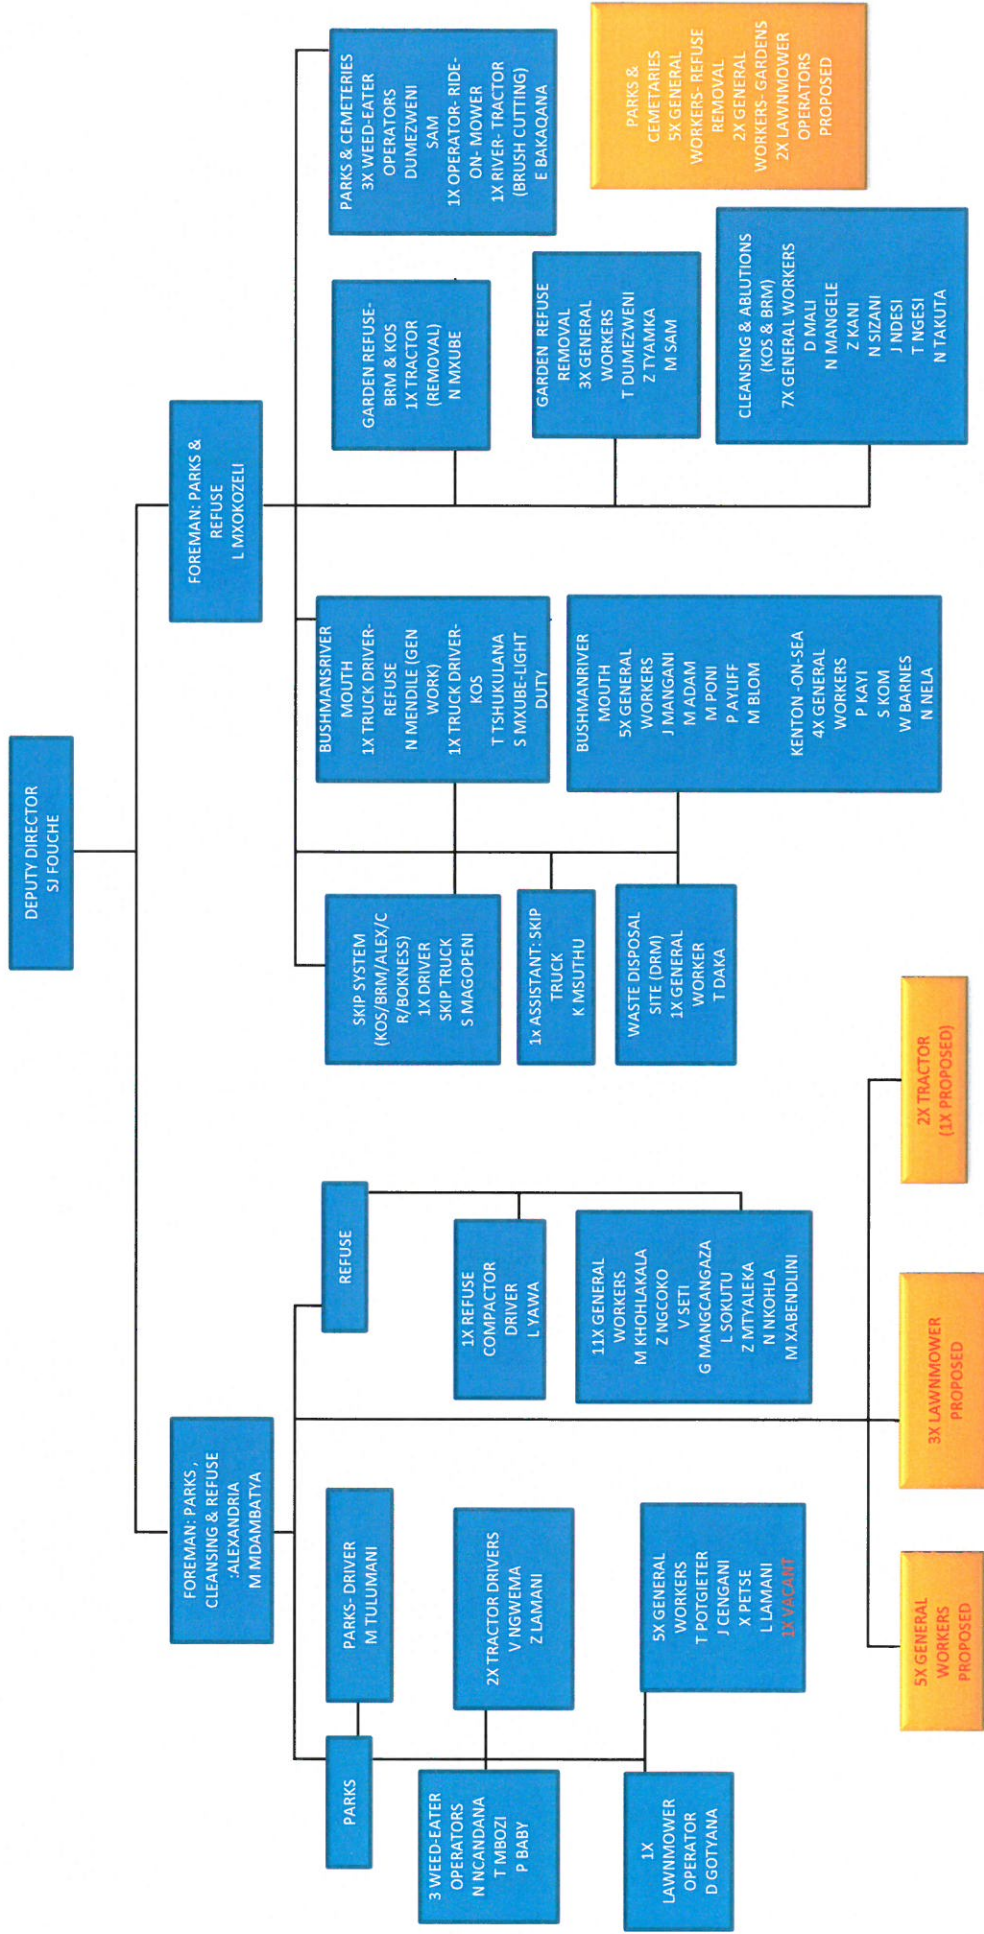 DEPUTY DIRECTOR
SJ FOUCHE
FOREMAN: PARKS ,
CLEANSING & REFUSE
:ALEXANDRIA
M MDAMBATYA
PARKS
PARKS- DRIVER
M TULUMANI
3 WEED-EATER
OPERATORS
N NCANDANA
T MBOZI
P BABY
2X TRACTOR DRIVERS
V NGWEMA
Z LAMANI
1X
LAWNMOWER
OPERATOR
D GOTYANA
5X GENERAL
WORKERS
T POTGIETER
J CENGANI
X PETSE
L LAMANI
1X VACANT
REFUSE
1X REFUSE
COMPACTOR
DRIVER
L YAWA
11X GENERAL
WORKERS
M KHOHLAKALA
Z NGCOKO
V SETI
G MANGCANGAZA
L SOKUTU
Z MTYALEKA
N NKOHLA
M XABENDLINI
5X GENERAL
WORKERS
PROPOSED
3X LAWNMOWER
PROPOSED
2X TRACTOR
(1X PROPOSED)
FOREMAN: PARKS &
REFUSE
L MXOKOZELI
SKIP SYSTEM
(KOS/BRM/ALEX/C
R/BOKNESS)
1X DRIVER
SKIP TRUCK
S MAGOPENI
1x ASSISTANT: SKIP
TRUCK
K MSUTHU
WASTE DISPOSAL
SITE (DRM)
1X GENERAL
WORKER
T DAKA
BUSHMANSRIVER
MOUTH
1X TRUCK DRIVER-
REFUSE
N MENDILE (GEN
WORK)
1X TRUCK DRIVER-
KOS
T TSHUKULANA
S MXUBE-LIGHT
DUTY
BUSHMANRIVER
MOUTH
5X GENERAL
WORKERS
J MANGANI
M ADAM
M PONI
P AYLIFF
M BLOM
KENTON -ON-SEA
4X GENERAL
WORKERS
P KAYI
S KOM
W BARNES
N NELA
GARDEN REFUSE-
BRM & KOS
1X TRACTOR
(REMOVAL)
N MXUBE
GARDEN  REFUSE
REMOVAL
3X GENERAL
WORKERS
T DUMEZWENI
Z TYAMKA
M SAM
CLEANSING & ABLUTIONS
(KOS & BRM)
7X GENERAL WORKERS
D MALI
N MANGELE
Z KANI
N SIZANI
J NDESI
T NGESI
N TAKUTA
PARKS & CEMETERIES
3X WEED-EATER
OPERATORS
DUMEZWENI
SAM
1X OPERATOR- RIDE-
ON- MOWER
1X RIVER- TRACTOR
(BRUSH CUTTING)
E BAKAQANA
PARKS &
CEMETARIES
5X GENERAL
WORKERS- REFUSE
REMOVAL
2X GENERAL
WORKERS- GARDENS
2X LAWNMOWER
OPERATORS
PROPOSED